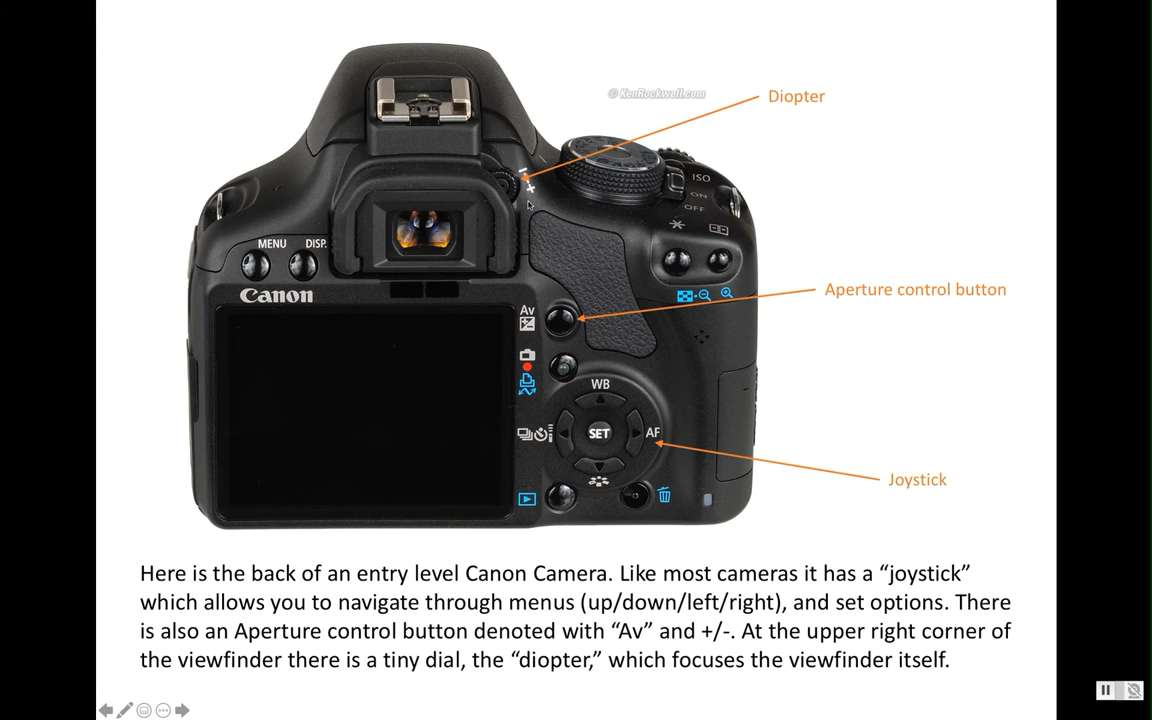 © KenRockwell.com
Diopter
ISO
ON
OFF
MENU
DISP.
Canon
Av
Aperture control button
WB
SET
AF
Joystick
Here is the back of an entry level Canon Camera. Like most cameras it has a “joystick”
which allows you to navigate through menus (up/down/left/right), and set options. There
is also an Aperture control button denoted with “Av” and +/-. At the upper right corner of
the viewfinder there is a tiny dial, the “diopter,” which focuses the viewfinder itself.